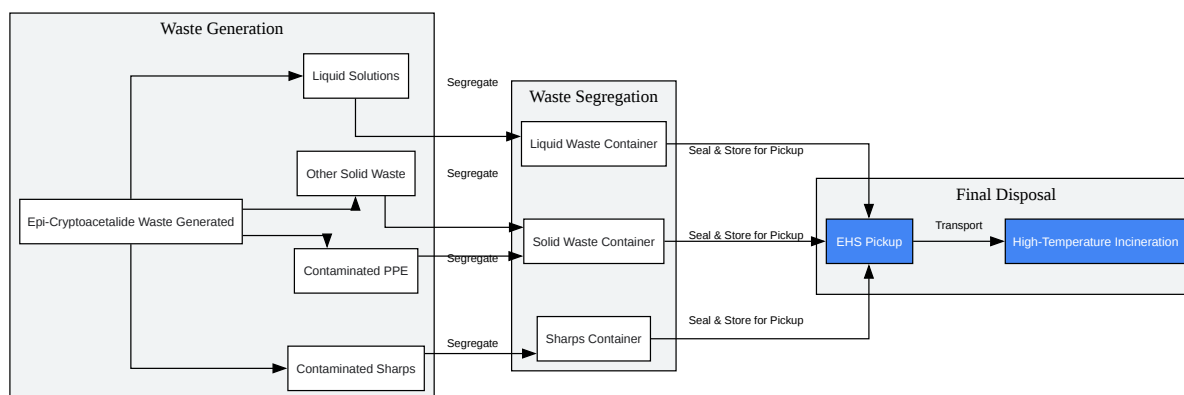 Waste Generation
Liquid Solutions
Segregate
Waste Segregation
Liquid Waste Container
Seal & Store for Pickup
Other Solid Waste
Segregate
Final Disposal
Epi-Cryptoacetalide Waste Generated
Solid Waste Container
Seal & Store for Pickup
EHS Pickup
Transport
High-Temperature Incineration
Contaminated PPE
Segregate
Seal & Store for Pickup
Sharps Container
Segregate
Contaminated Sharps